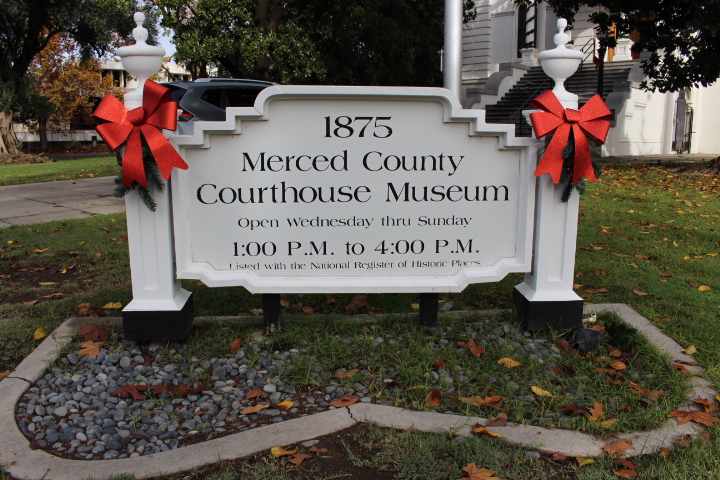 1875
Merced County
Courthouse Museum
Open Wednesday thru Sunday
1:00 P.M. to 4:00 P.M.
Listed with the National Register of Historic Places